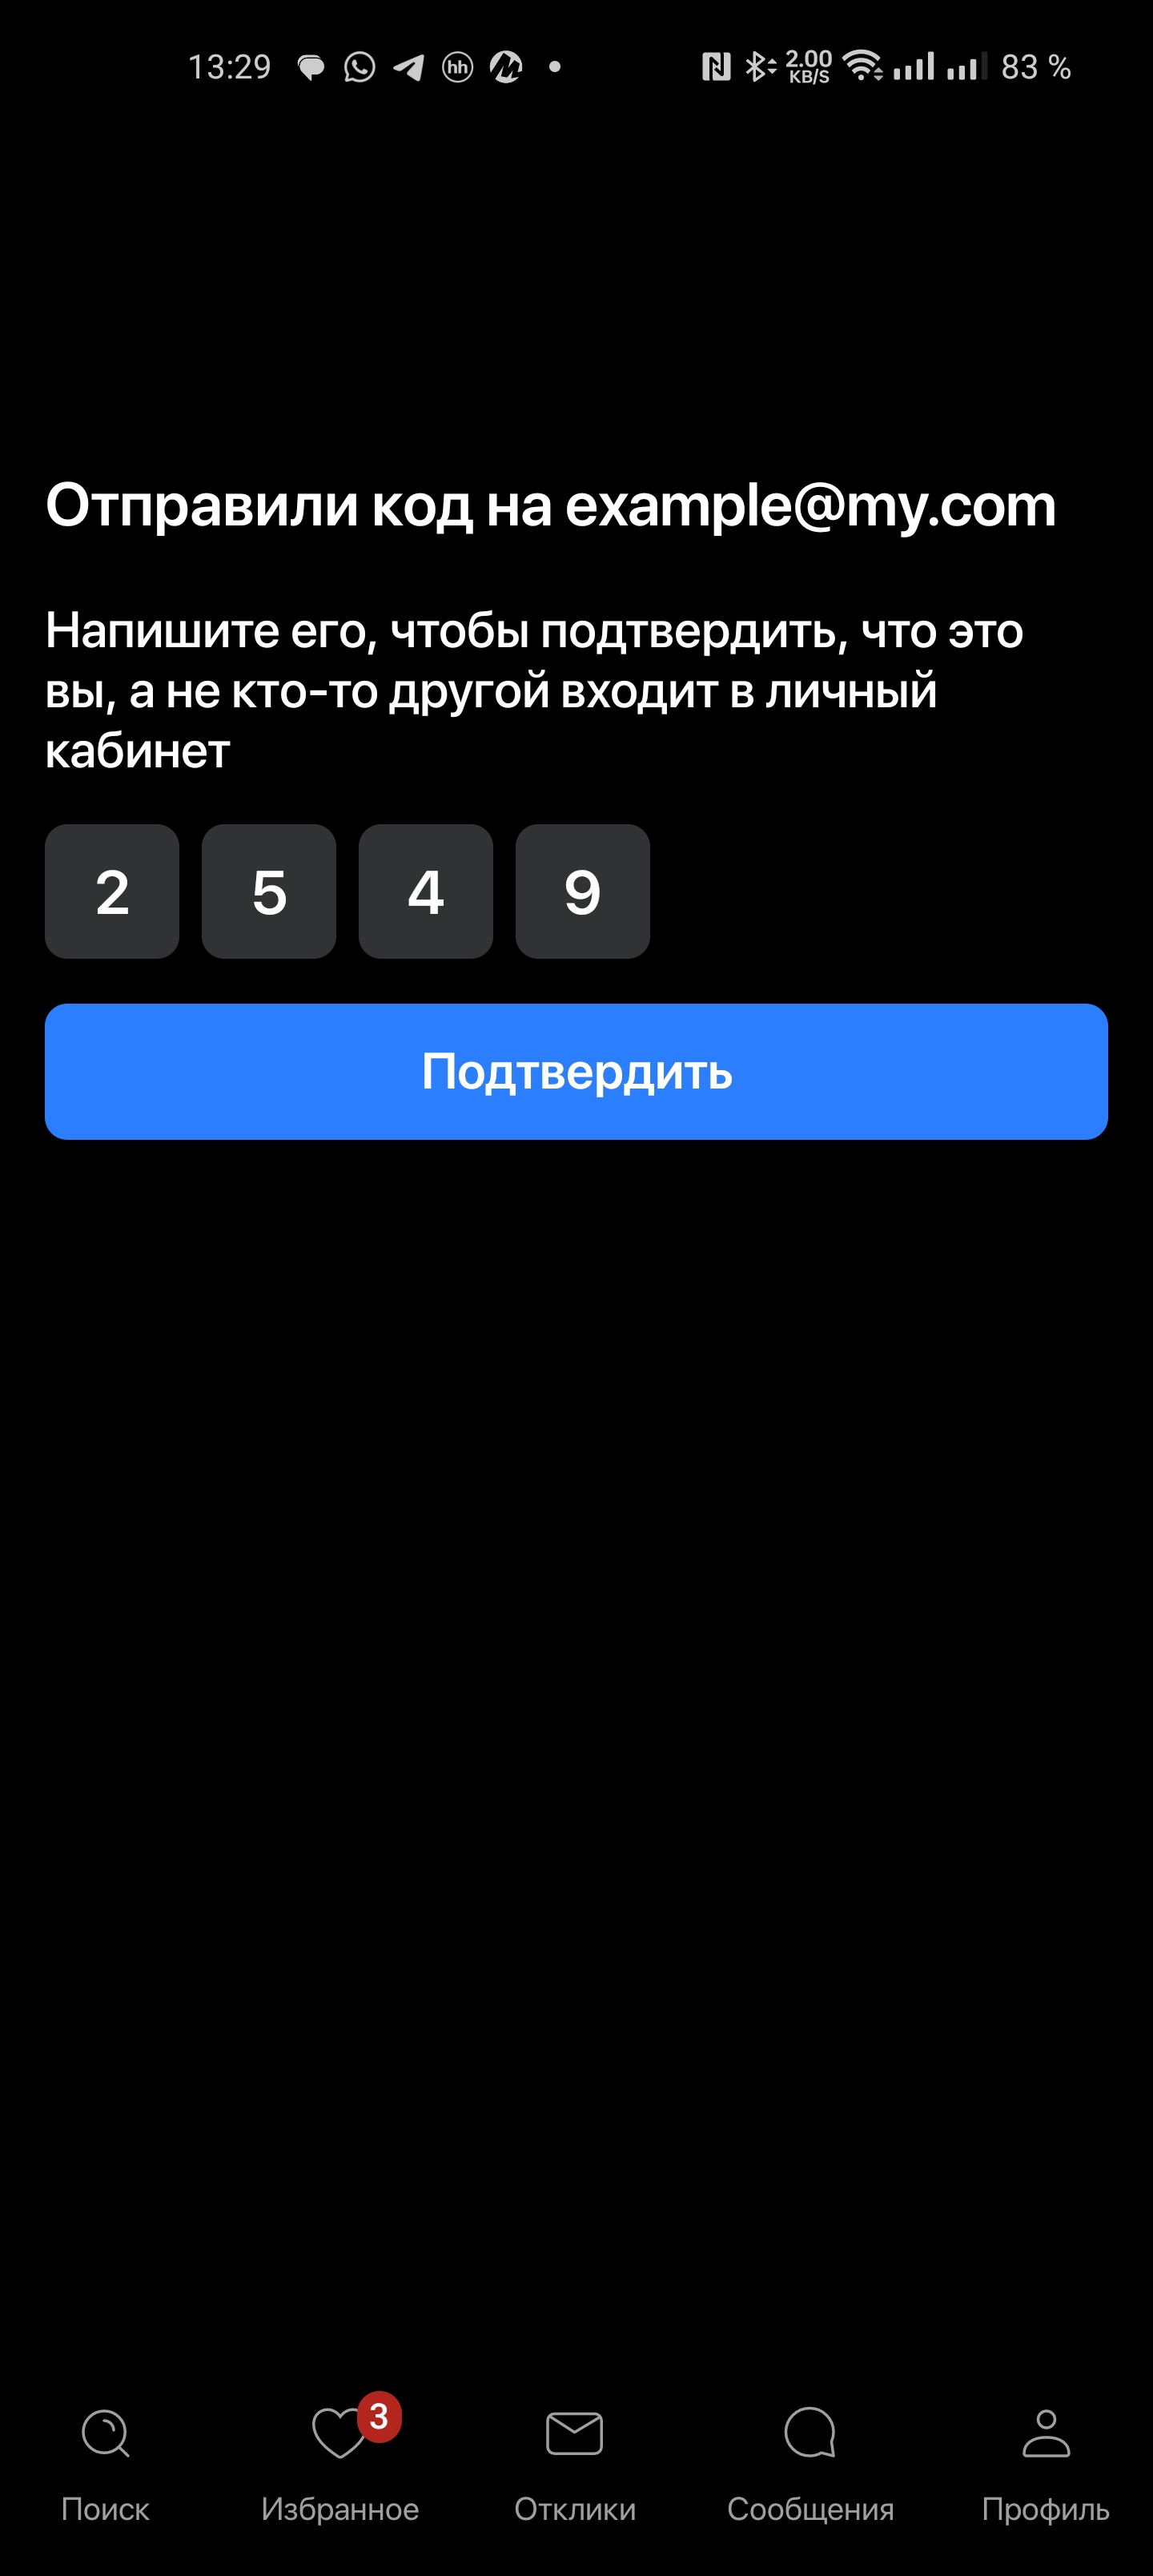 13:29 hh 2.00 KB/S 83 %
Отправили код на example@my.com
Напишите его, чтобы подтвердить, что это
вы, а не кто-то другой входит в личный
кабинет
2 5 4 9
Подтвердить
3
Поиск Избранное Отклики Сообщения Профиль